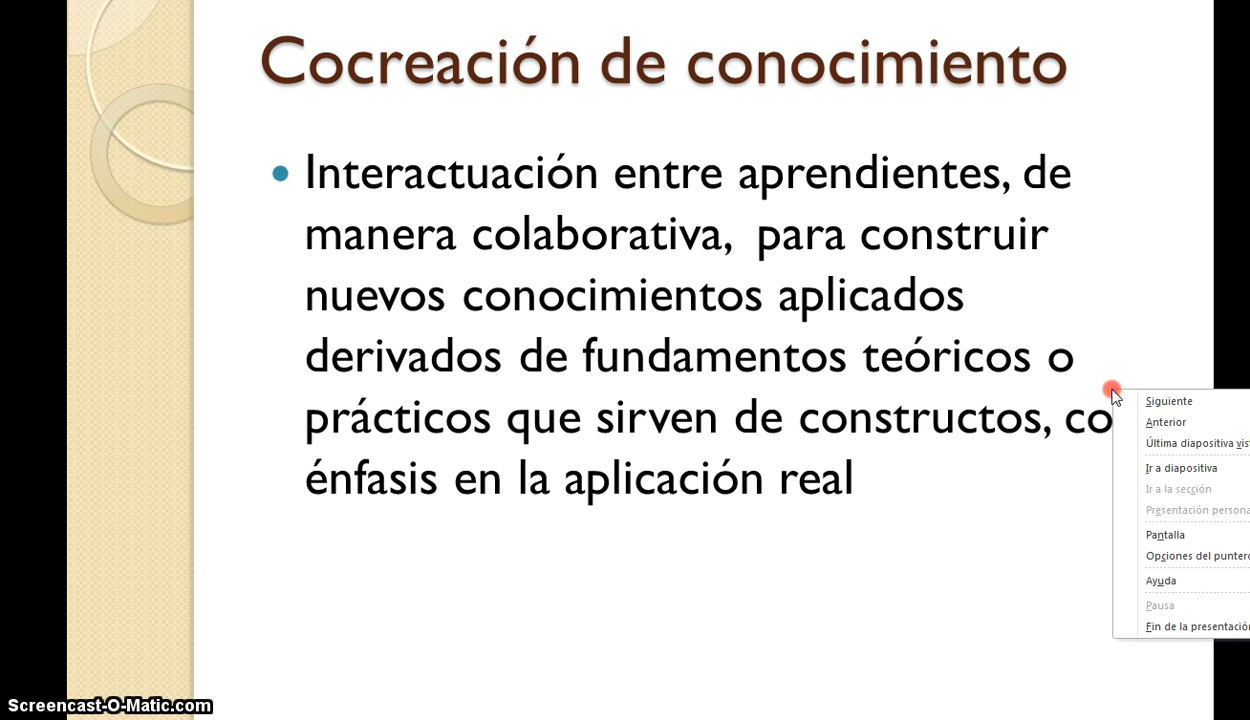 Cocreación de conocimiento
• Interactuación entre aprendientes, de
manera colaborativa, para construir
nuevos conocimientos aplicados
derivados de fundamentos teóricos o
prácticos que sirven de constructos, co
énfasis en la aplicación real
Siguiente
Anterior
Última diapositiva vist
Ir a diapositiva
Ir a la sección
Presentación persona
Pantalla
Opciones del puntero
Ayuda
Pausa
Fin de la presentación
Screencast-O-Matic.com